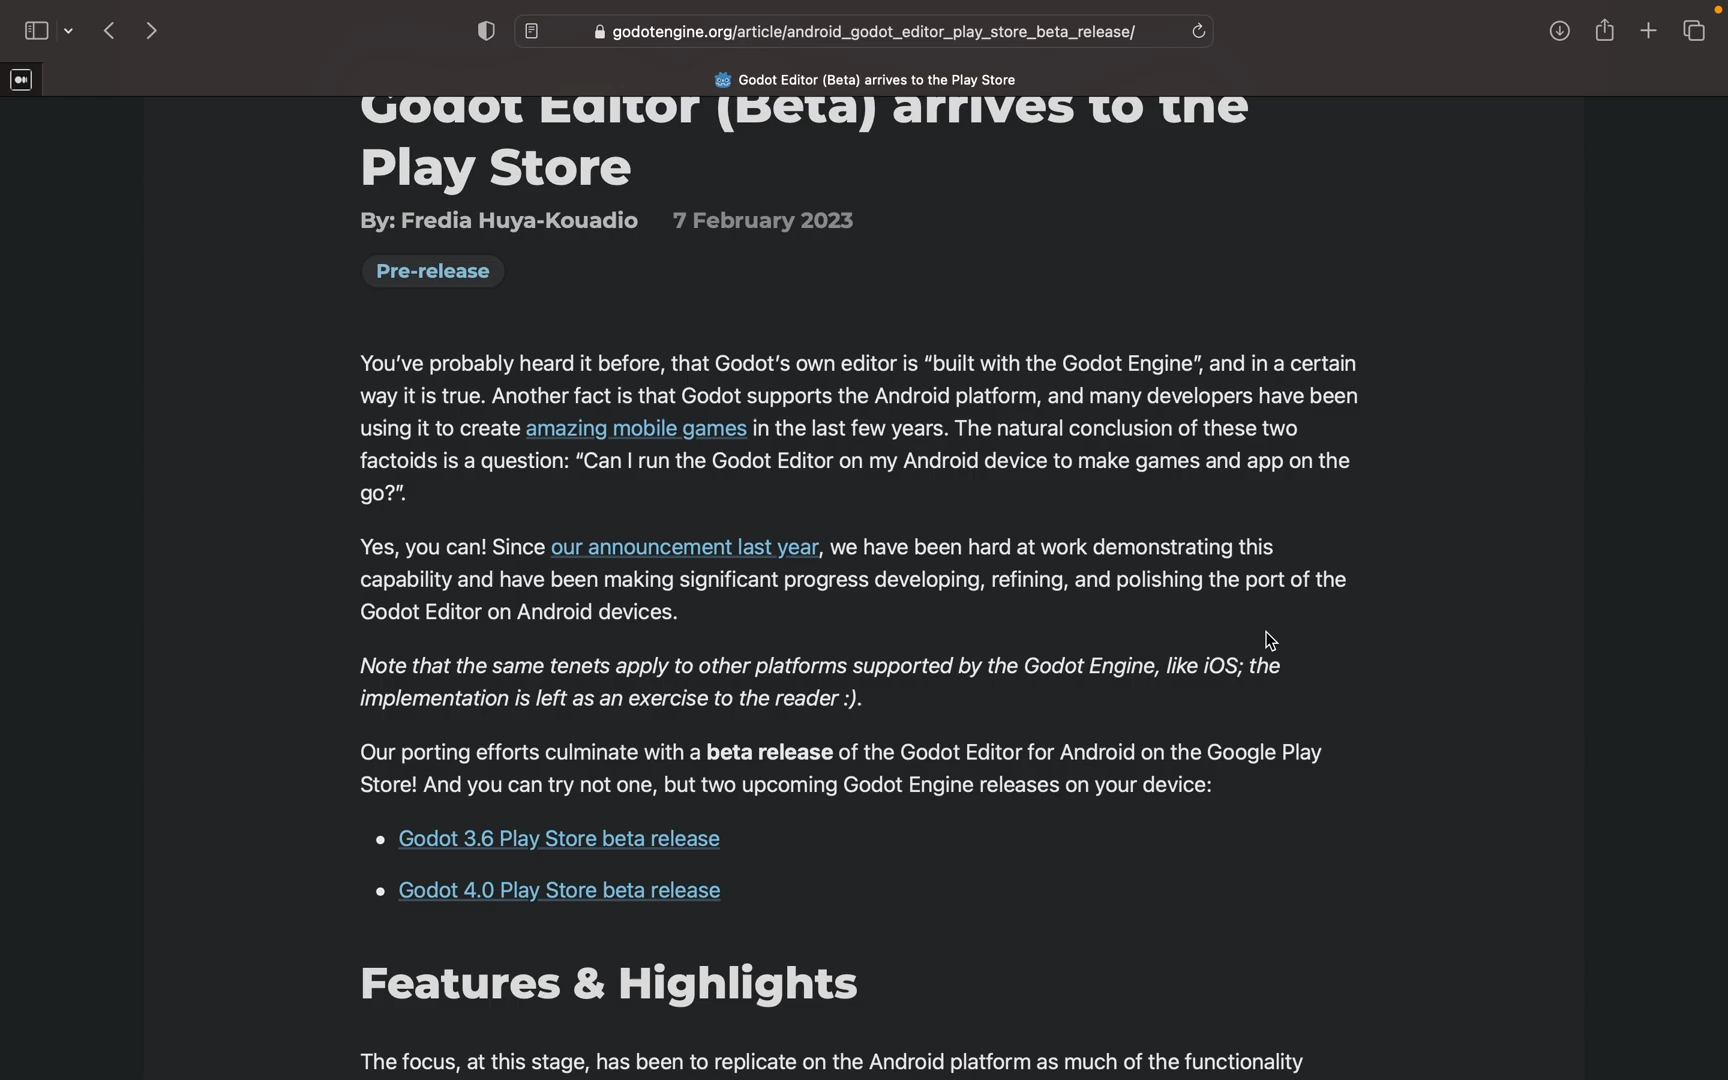 godotengine.org/article/android_godot_editor_play_store_beta_release/
Godot Editor (Beta) arrives to the Play Store
Godot Editor (Beta) arrives to the
Play Store
By: Fredia Huya-Kouadio 7 February 2023
Pre-release
You’ve probably heard it before, that Godot’s own editor is “built with the Godot Engine”, and in a certain
way it is true. Another fact is that Godot supports the Android platform, and many developers have been
using it to create amazing mobile games in the last few years. The natural conclusion of these two
factoids is a question: “Can I run the Godot Editor on my Android device to make games and app on the
go?”.
Yes, you can! Since our announcement last year, we have been hard at work demonstrating this
capability and have been making significant progress developing, refining, and polishing the port of the
Godot Editor on Android devices.
Note that the same tenets apply to other platforms supported by the Godot Engine, like iOS; the
implementation is left as an exercise to the reader :).
Our porting efforts culminate with a beta release of the Godot Editor for Android on the Google Play
Store! And you can try not one, but two upcoming Godot Engine releases on your device:
• Godot 3.6 Play Store beta release
• Godot 4.0 Play Store beta release
Features & Highlights
The focus, at this stage, has been to replicate on the Android platform as much of the functionality